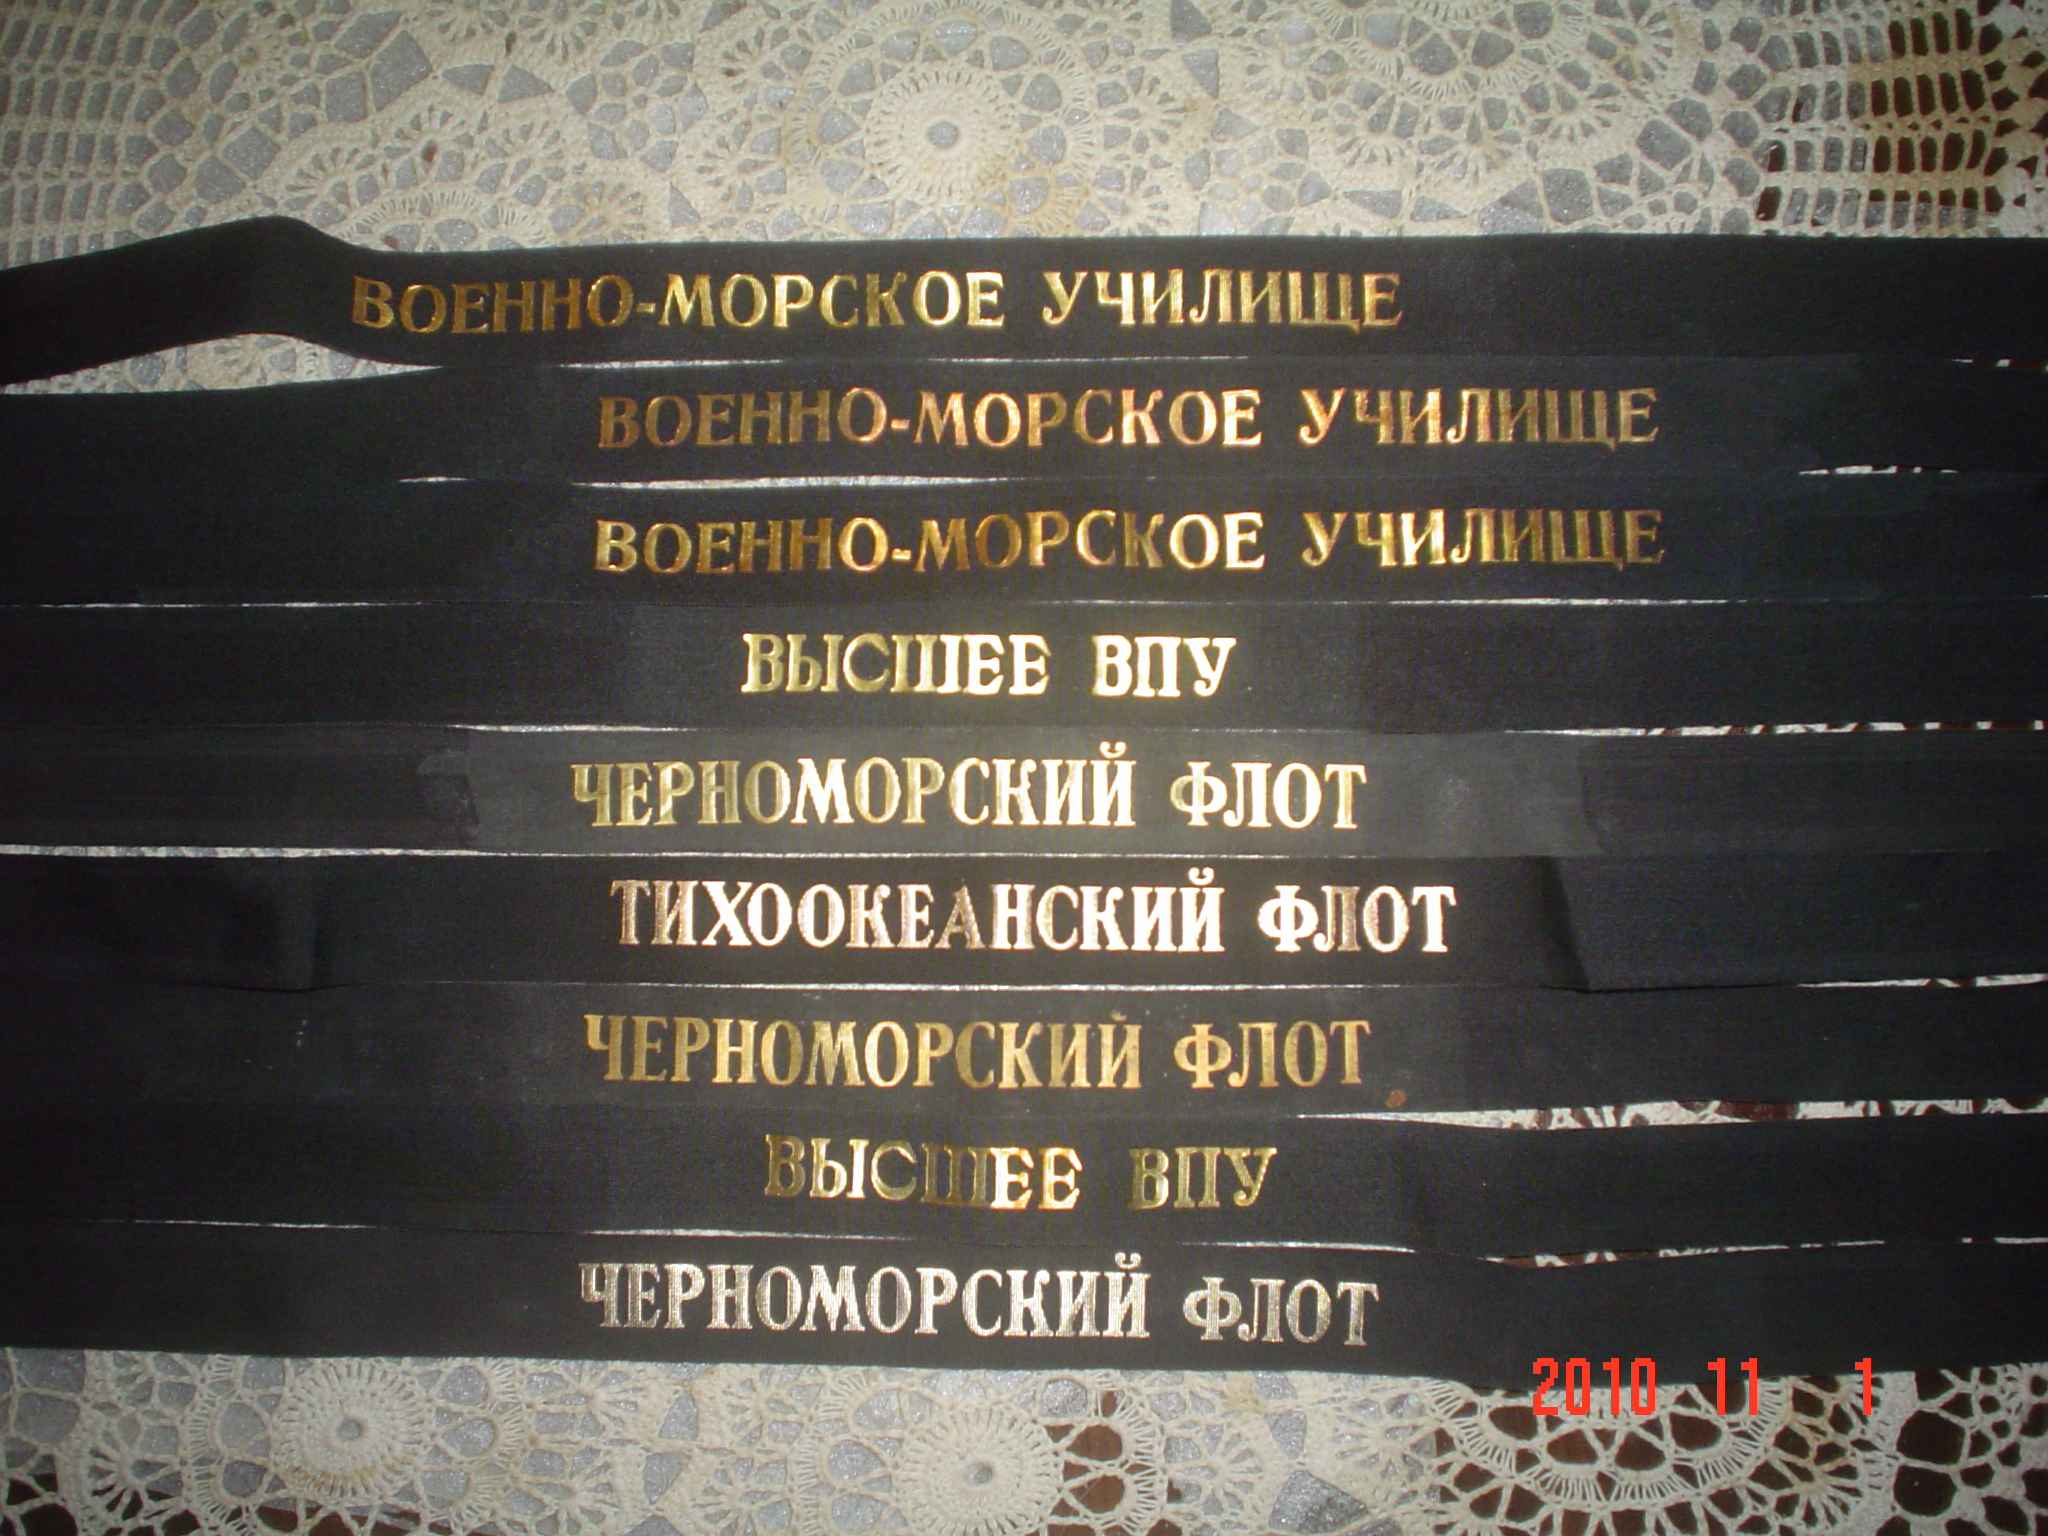 ВОЕННО-МОРСКОЕ УЧИЛИЩЕ
ВОЕННО-МОРСКОЕ УЧИЛИЩЕ
ВОЕННО-МОРСКОЕ УЧИЛИЩЕ
ВЫСШЕЕ ВПУ
ЧЕРНОМОРСКИЙ ФЛОТ
ТИХООКЕАНСКИЙ ФЛОТ
ЧЕРНОМОРСКИЙ ФЛОТ
ВЫСШЕЕ ВПУ
ЧЕРНОМОРСКИЙ ФЛОТ
2010 11 1